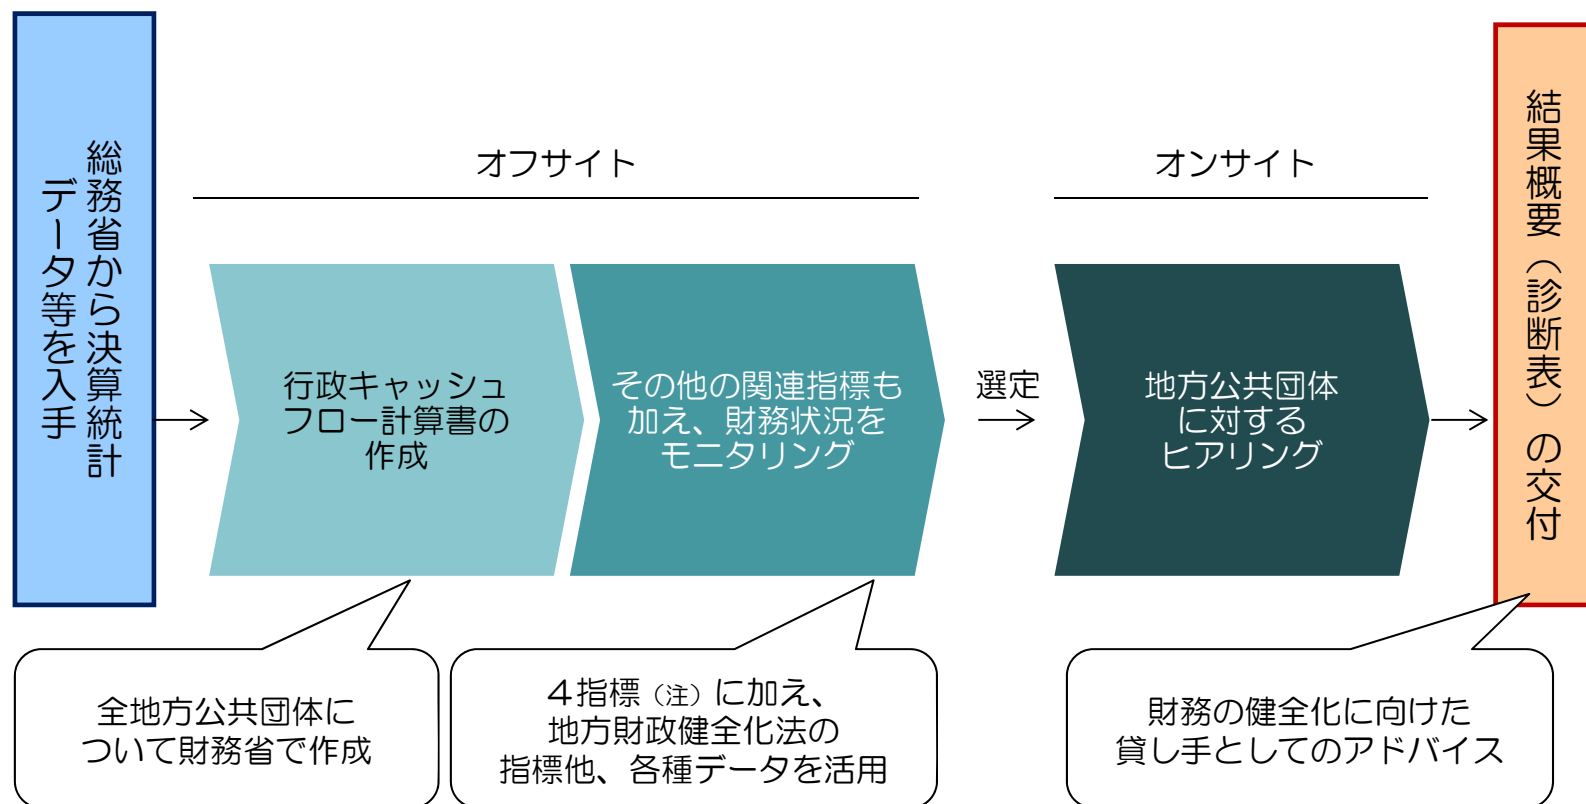 総務省から決算統計
データ等を入手
オフサイト
オンサイト
行政キャッシュ
フロー計算書の
作成
その他の関連指標も
加え、財務状況を
モニタリング
選定
地方公共団体
に対する
ヒアリング
結果概要（診断表）の交付
全地方公共団体に
ついて財務省で作成
４指標（注）に加え、
地方財政健全化法の
指標他、各種データを活用
財務の健全化に向けた
貸し手としてのアドバイス